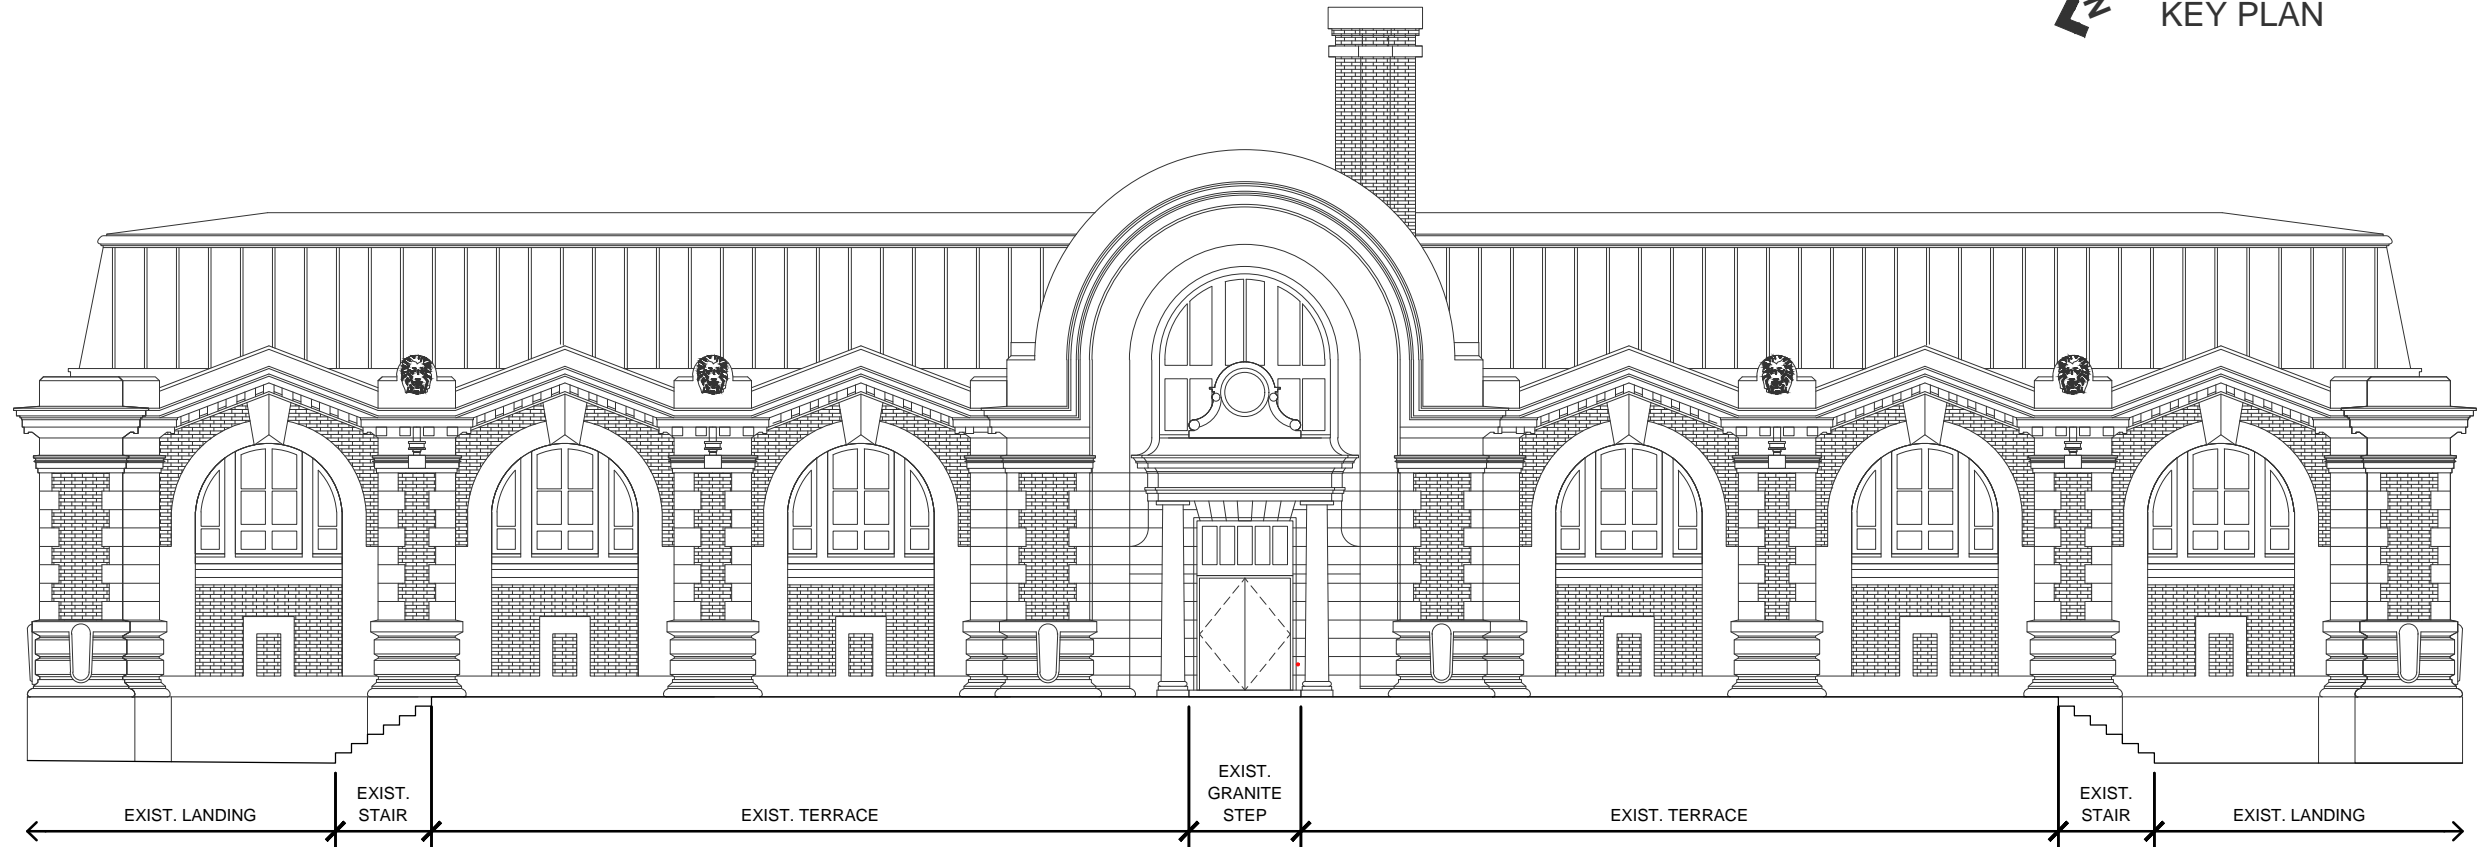 N
KEY PLAN
EXIST. LANDING
EXIST.
STAIR
EXIST. TERRACE
EXIST.
GRANITE
STEP
EXIST. TERRACE
EXIST.
STAIR
EXIST. LANDING